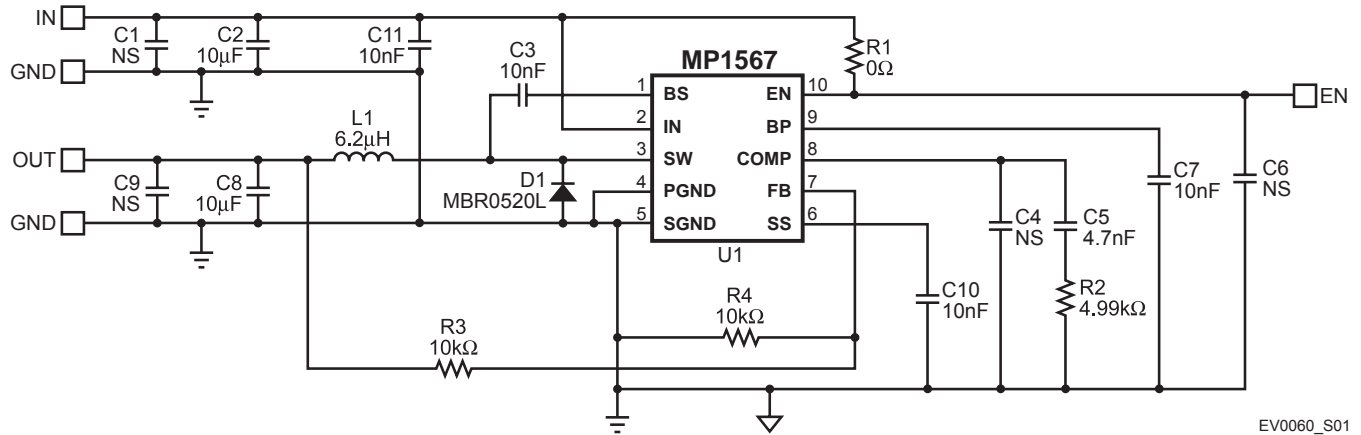 IN
C1
NS
C2
10µF
C11
10nF
GND
C3
10nF
MP1567
R1
0Ω
1
BS
EN
10
EN
2
IN
BP
9
L1
6.2µH
OUT
3
SW
COMP
8
C9
NS
C8
10µF
D1
MBR0520L
4
PGND
FB
7
C4
NS
C5
4.7nF
C7
10nF
C6
NS
GND
5
SGND
SS
6
U1
C10
10nF
R2
4.99kΩ
R4
10kΩ
R3
10kΩ
EV0060_S01